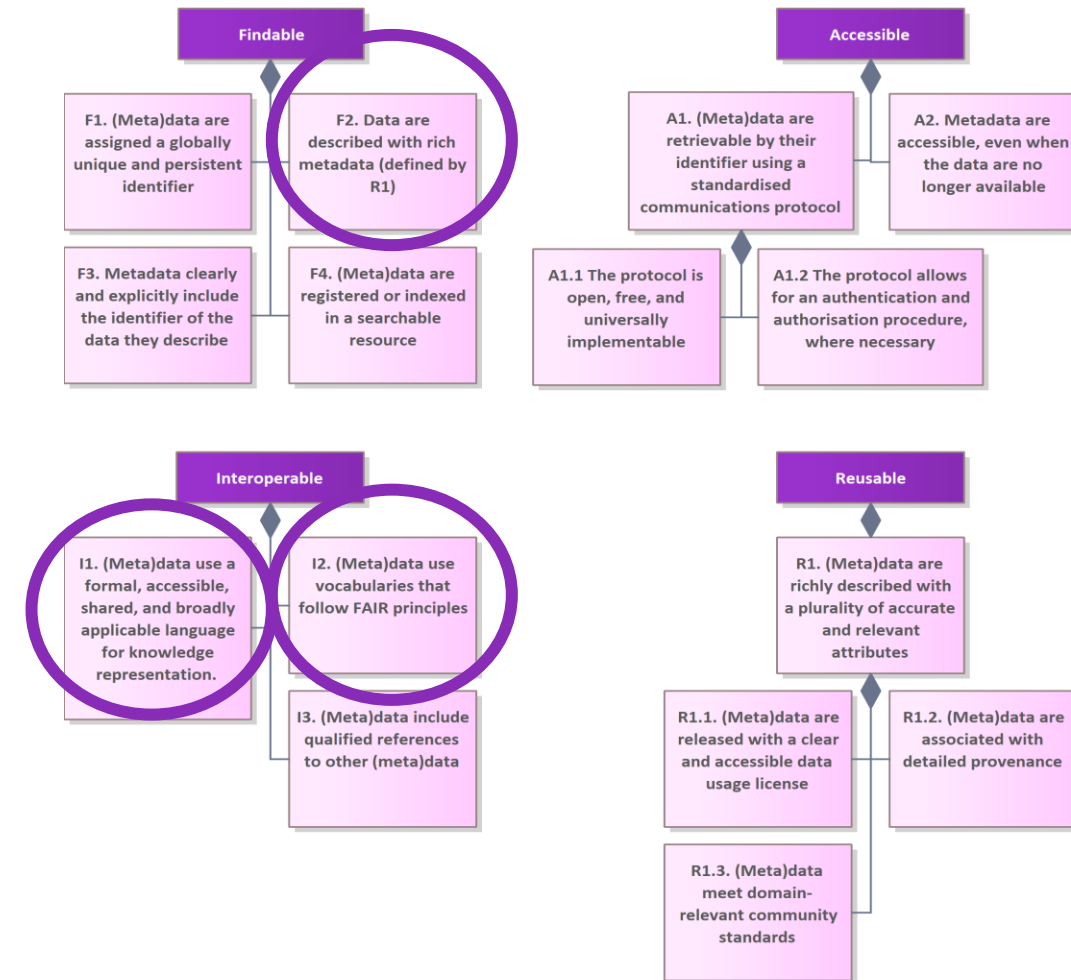 Findable
F1. (Meta)data are
assigned a globally
unique and persistent
identifier
F2. Data are
described with rich
metadata (defined by
R1)
F3. Metadata clearly
and explicitly include
the identifier of the
data they describe
F4. (Meta)data are
registered or indexed
in a searchable
resource
Accessible
A1. (Meta)data are
retrievable by their
identifier using a
standardised
communications protocol
A2. Metadata are
accessible, even when
the data are no
longer available
A1.1 The protocol is
open, free, and
universally
implementable
A1.2 The protocol allows
for an authentication and
authorisation procedure,
where necessary
Interoperable
I1. (Meta)data use a
formal, accessible,
shared, and broadly
applicable language
for knowledge
representation.
I2. (Meta)data use
vocabularies that
follow FAIR principles
I3. (Meta)data include
qualified references
to other (meta)data
Reusable
R1. (Meta)data are
richly described with
a plurality of accurate
and relevant
attributes
R1.1. (Meta)data are
released with a clear
and accessible data
usage license
R1.2. (Meta)data are
associated with
detailed provenance
R1.3. (Meta)data
meet domain-
relevant community
standards